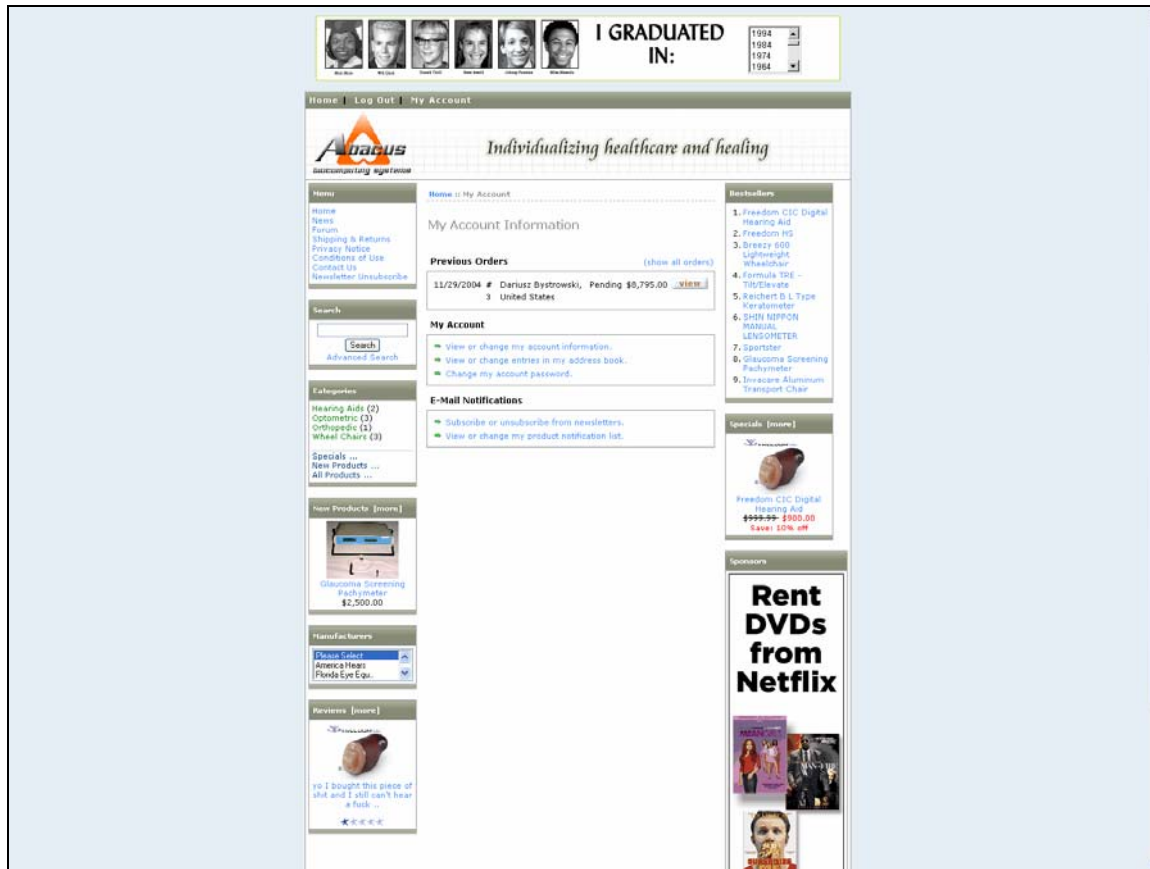 I GRADUATED
IN:
1994
1984
1974
1964
Home | Log Out | My Account
Abacus
biocomputing systems
Individualizing healthcare and healing
Menu
Home
News
Forum
Shipping & Returns
Privacy Notice
Conditions of Use
Contact Us
Newsletter Unsubscribe
Search
Search
Advanced Search
Categories
Hearing Aids (2)
Optometric (3)
Orthopedic (1)
Wheel Chairs (3)
Specials ...
New Products ...
All Products ...
New Products [more]
Glaucoma Screening
Pachymeter
$2,500.00
Manufacturers
Please Select
America Hears
Florida Eye Equ..
Reviews [more]
yo I bought this piece of
shit and I still can't hear
a fuck ..
Home :: My Account
My Account Information
Previous Orders (show all orders)
11/29/2004 # Dariusz Bystrowski, Pending $8,795.00 view
3 United States
My Account
View or change my account information.
View or change entries in my address book.
Change my account password.
E-Mail Notifications
Subscribe or unsubscribe from newsletters.
View or change my product notification list.
Bestsellers
1. Freedom CIC Digital
Hearing Aid
2. Freedom HS
3. Breezy 600
Lightweight
Wheelchair
4. Formula TRE -
Tilt/Elevate
5. Reichert B L Type
Keratometer
6. SHIN NIPPON
MANUAL
LENSOMETER
7. Sportster
8. Glaucoma Screening
Pachymeter
9. Invacare Aluminum
Transport Chair
Specials [more]
Freedom CIC Digital
Hearing Aid
$999.99 $900.00
Save: 10% off
Sponsors
Rent
DVDs
from
Netflix